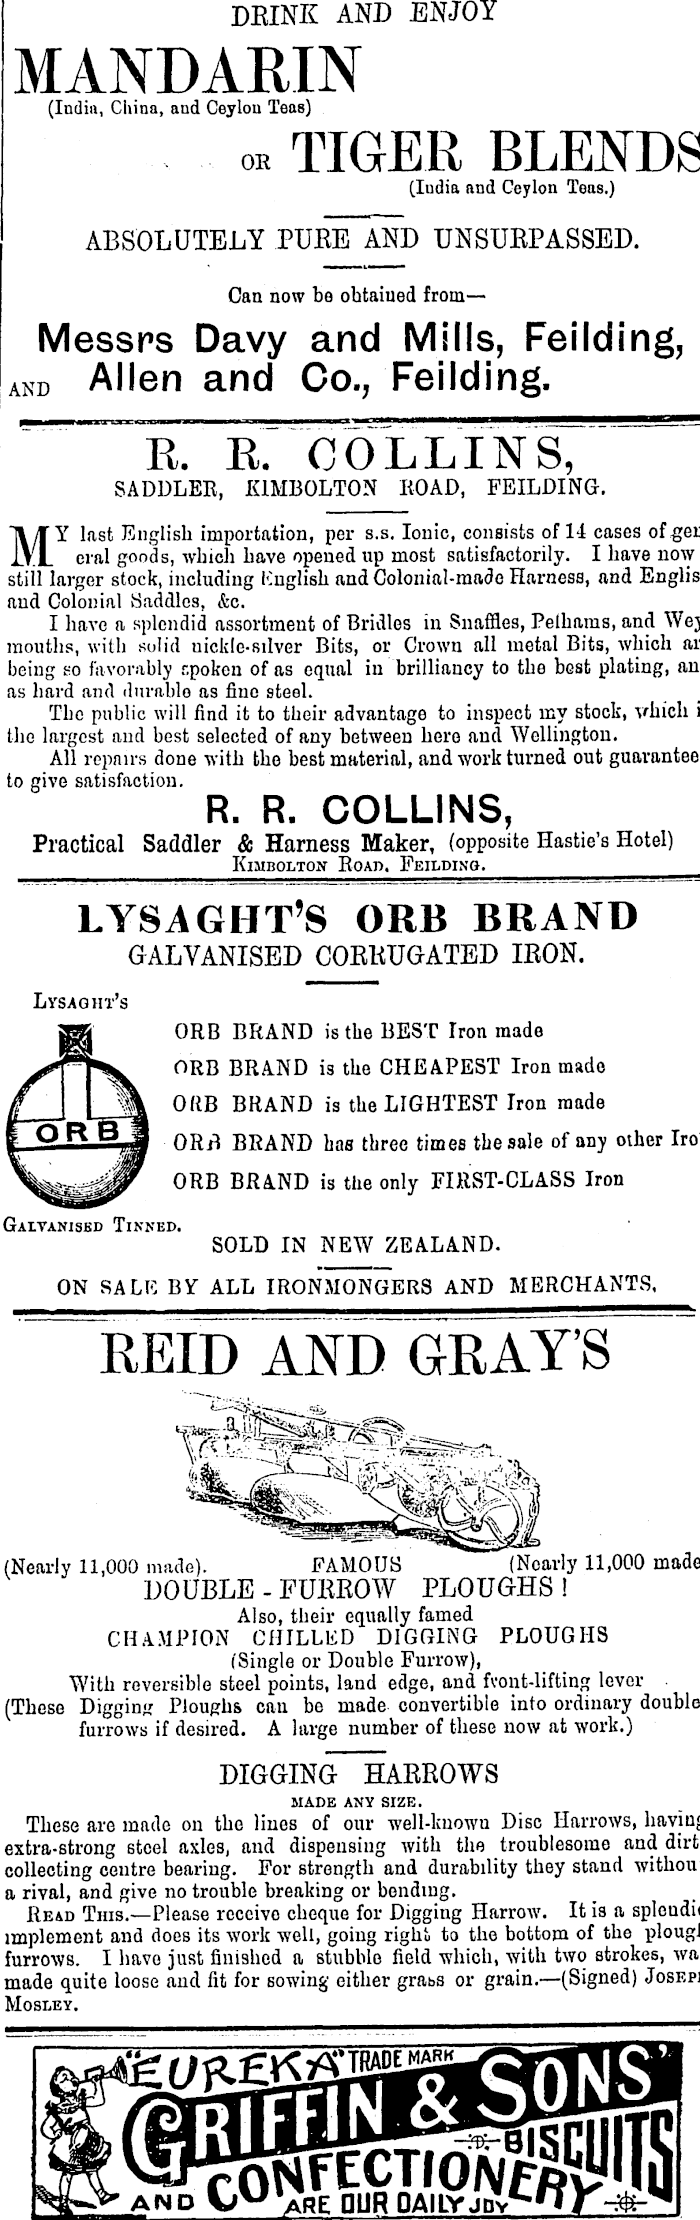 DRINK AND ENJOY
MANDARIN
(India, China, and Ceylon Teas)
OR TIGER BLENDS
(India and Ceylon Teas.)
ABSOLUTELY PURE AND UNSURPASSED.
Can now be obtained from—
Messrs Davy and Mills, Feilding,
AND Allen and Co., Feilding.
R. R. COLLINS,
SADDLER, KIMBOLTON ROAD, FEILDING.
MY last English importation, per s.s. Ionic, consists of 14 cases of gen
eral goods, which have opened up most satisfactorily. I have now
still larger stock, including English and Colonial-made Harness, and Englis
and Colonial Saddles, &c.
I have a splendid assortment of Bridles in Snaffles, Pelhams, and Wey
mouths, with solid nickle-silver Bits, or Crown all metal Bits, which ar
being so favorably spoken of as equal in brilliancy to the best plating, an
as hard and durable as fine steel.
The public will find it to their advantage to inspect my stock, which i
the largest and best selected of any between here and Wellington.
All repairs done with the best material, and work turned out guarantee
to give satisfaction.
R. R. COLLINS,
Practical Saddler & Harness Maker, (opposite Hastie's Hotel)
KIMBOLTON ROAD, FEILDING.
LYSAGHT'S ORB BRAND
GALVANISED CORRUGATED IRON.
LYSAGHT'S
ORB
GALVANISED TINNED.
ORB BRAND is the BEST Iron made
ORB BRAND is the CHEAPEST Iron made
ORB BRAND is the LIGHTEST Iron made
ORB BRAND has three times the sale of any other Iro
ORB BRAND is the only FIRST-CLASS Iron
SOLD IN NEW ZEALAND.
ON SALE BY ALL IRONMONGERS AND MERCHANTS,
REID AND GRAY'S
(Nearly 11,000 made). FAMOUS (Nearly 11,000 made
DOUBLE-FURROW PLOUGHS!
Also, their equally famed
CHAMPION CHILLED DIGGING PLOUGHS
(Single or Double Furrow),
With reversible steel points, land edge, and front-lifting lever
(These Digging Ploughs can be made convertible into ordinary double
furrows if desired. A large number of these now at work.)
DIGGING HARROWS
MADE ANY SIZE.
These are made on the lines of our well-known Disc Harrows, having
extra-strong steel axles, and dispensing with the troublesome and dirt
collecting centre bearing. For strength and durability they stand withou
a rival, and give no trouble breaking or bending.
READ THIS.—Please receive cheque for Digging Harrow. It is a splendi
implement and does its work well, going right to the bottom of the plough
furrows. I have just finished a stubble field which, with two strokes, wa
made quite loose and fit for sowing either grass or grain.—(Signed) JOSEPH
MOSLEY.
"EUREKA" TRADE MARK
GRIFFIN & SONS'
BISCUITS
AND CONFECTIONERY
ARE OUR DAILY JOY